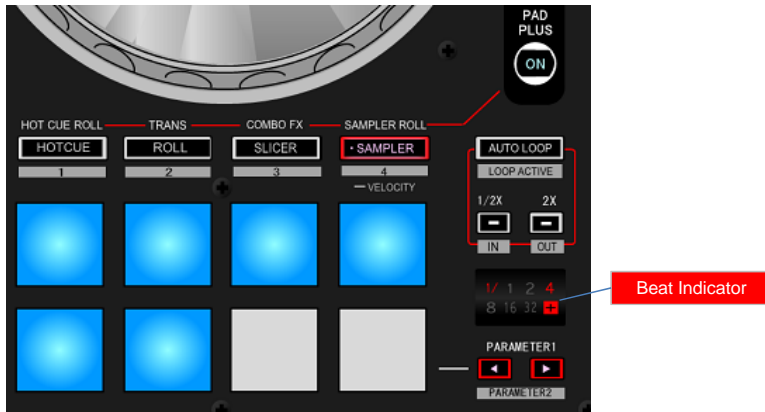 PAD
PLUS
ON
HOT CUE ROLL TRANS COMBO FX SAMPLER ROLL
HOTCUE ROLL SLICER · SAMPLER AUTO LOOP
1 2 3 4 LOOP ACTIVE
VELOCITY
1/2X 2X
IN OUT
1/ 1 2 4
8 16 32 +
Beat Indicator
PARAMETER1
PARAMETER2